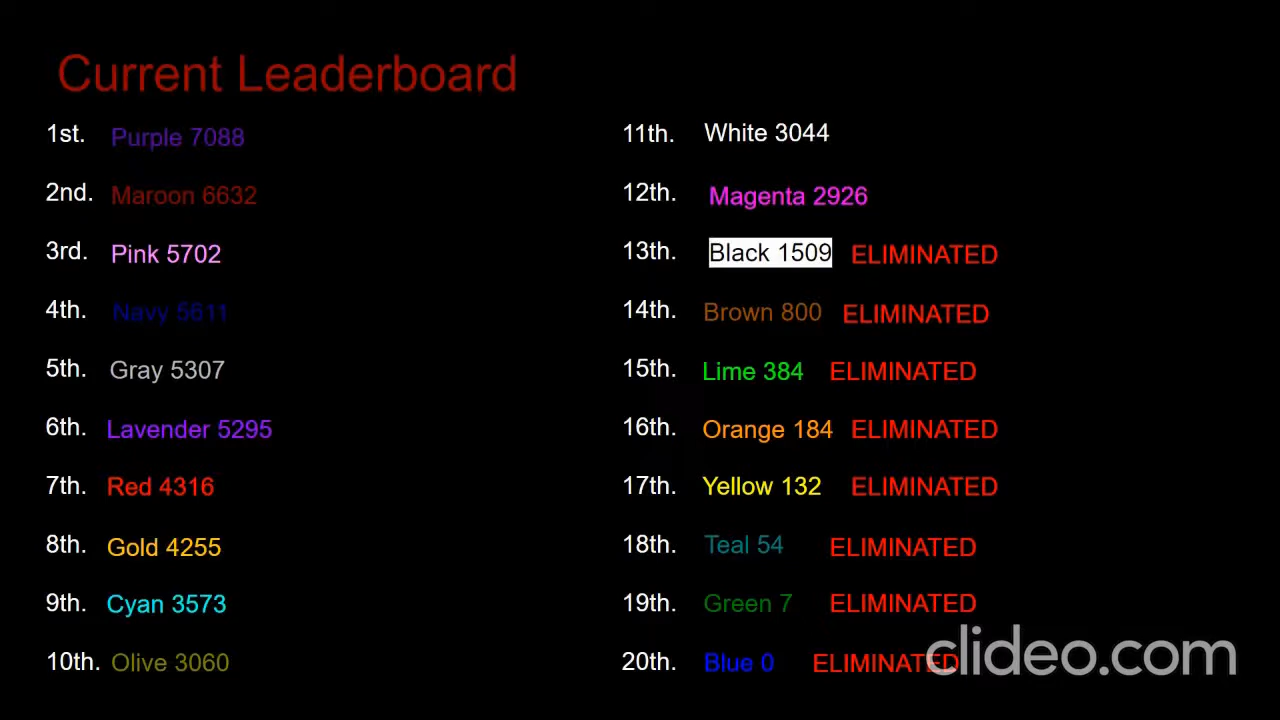 Current Leaderboard
1st. Purple 7088
2nd. Maroon 6632
3rd. Pink 5702
4th. Navy 5611
5th. Gray 5307
6th. Lavender 5295
7th. Red 4316
8th. Gold 4255
9th. Cyan 3573
10th. Olive 3060
11th. White 3044
12th. Magenta 2926
13th. Black 1509 ELIMINATED
14th. Brown 800 ELIMINATED
15th. Lime 384 ELIMINATED
16th. Orange 184 ELIMINATED
17th. Yellow 132 ELIMINATED
18th. Teal 54 ELIMINATED
19th. Green 7 ELIMINATED
20th. Blue 0 ELIMINATED
clideo.com